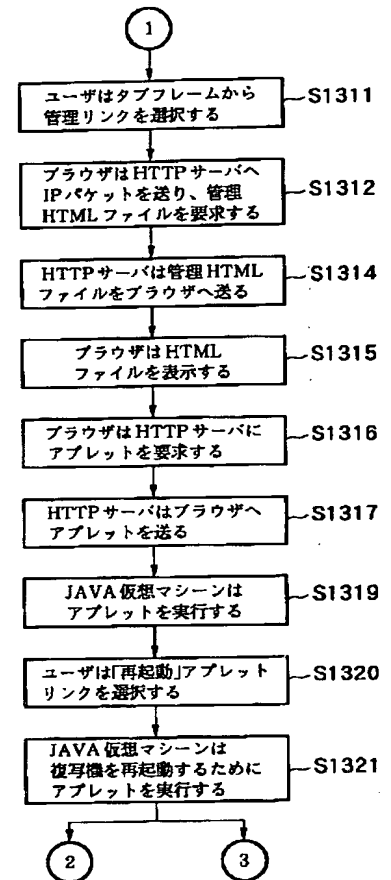 1
ユーザはタブフレームから
管理リンクを選択する
S1311
ブラウザはHTTPサーバへ
IPパケットを送り、管理
HTMLファイルを要求する
S1312
HTTPサーバは管理HTML
ファイルをブラウザへ送る
S1314
ブラウザはHTML
ファイルを表示する
S1315
ブラウザはHTTPサーバに
アプレットを要求する
S1316
HTTPサーバはブラウザへ
アプレットを送る
S1317
JAVA仮想マシーンは
アプレットを実行する
S1319
ユーザは「再起動」アプレット
リンクを選択する
S1320
JAVA仮想マシーンは
複写機を再起動するために
アプレットを実行する
S1321
2
3